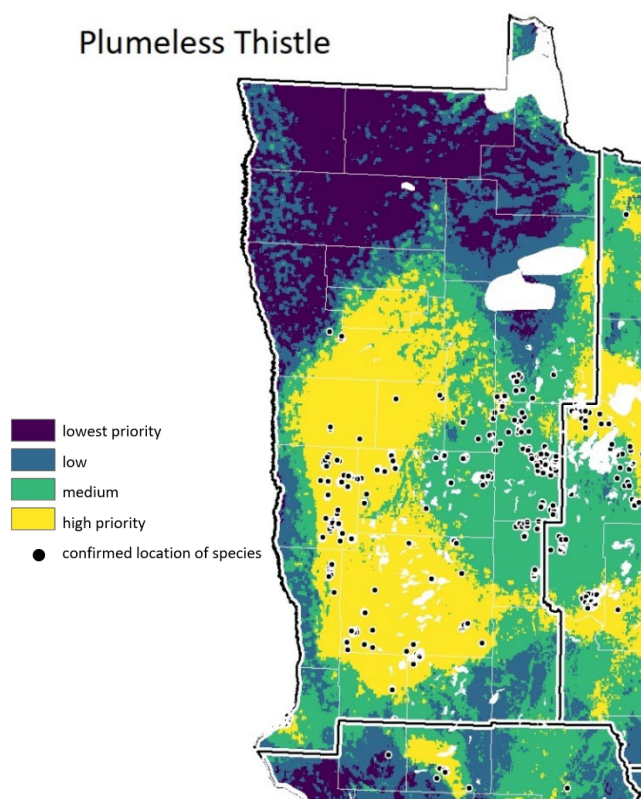 Plumeless Thistle
lowest priority
low
medium
high priority
confirmed location of species